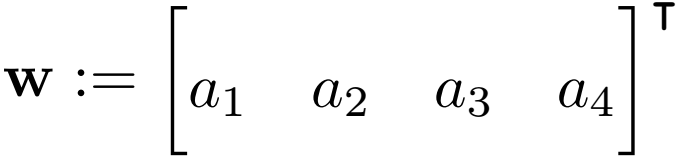 w := [a₁ a₂ a₃ a₄]ᵀ